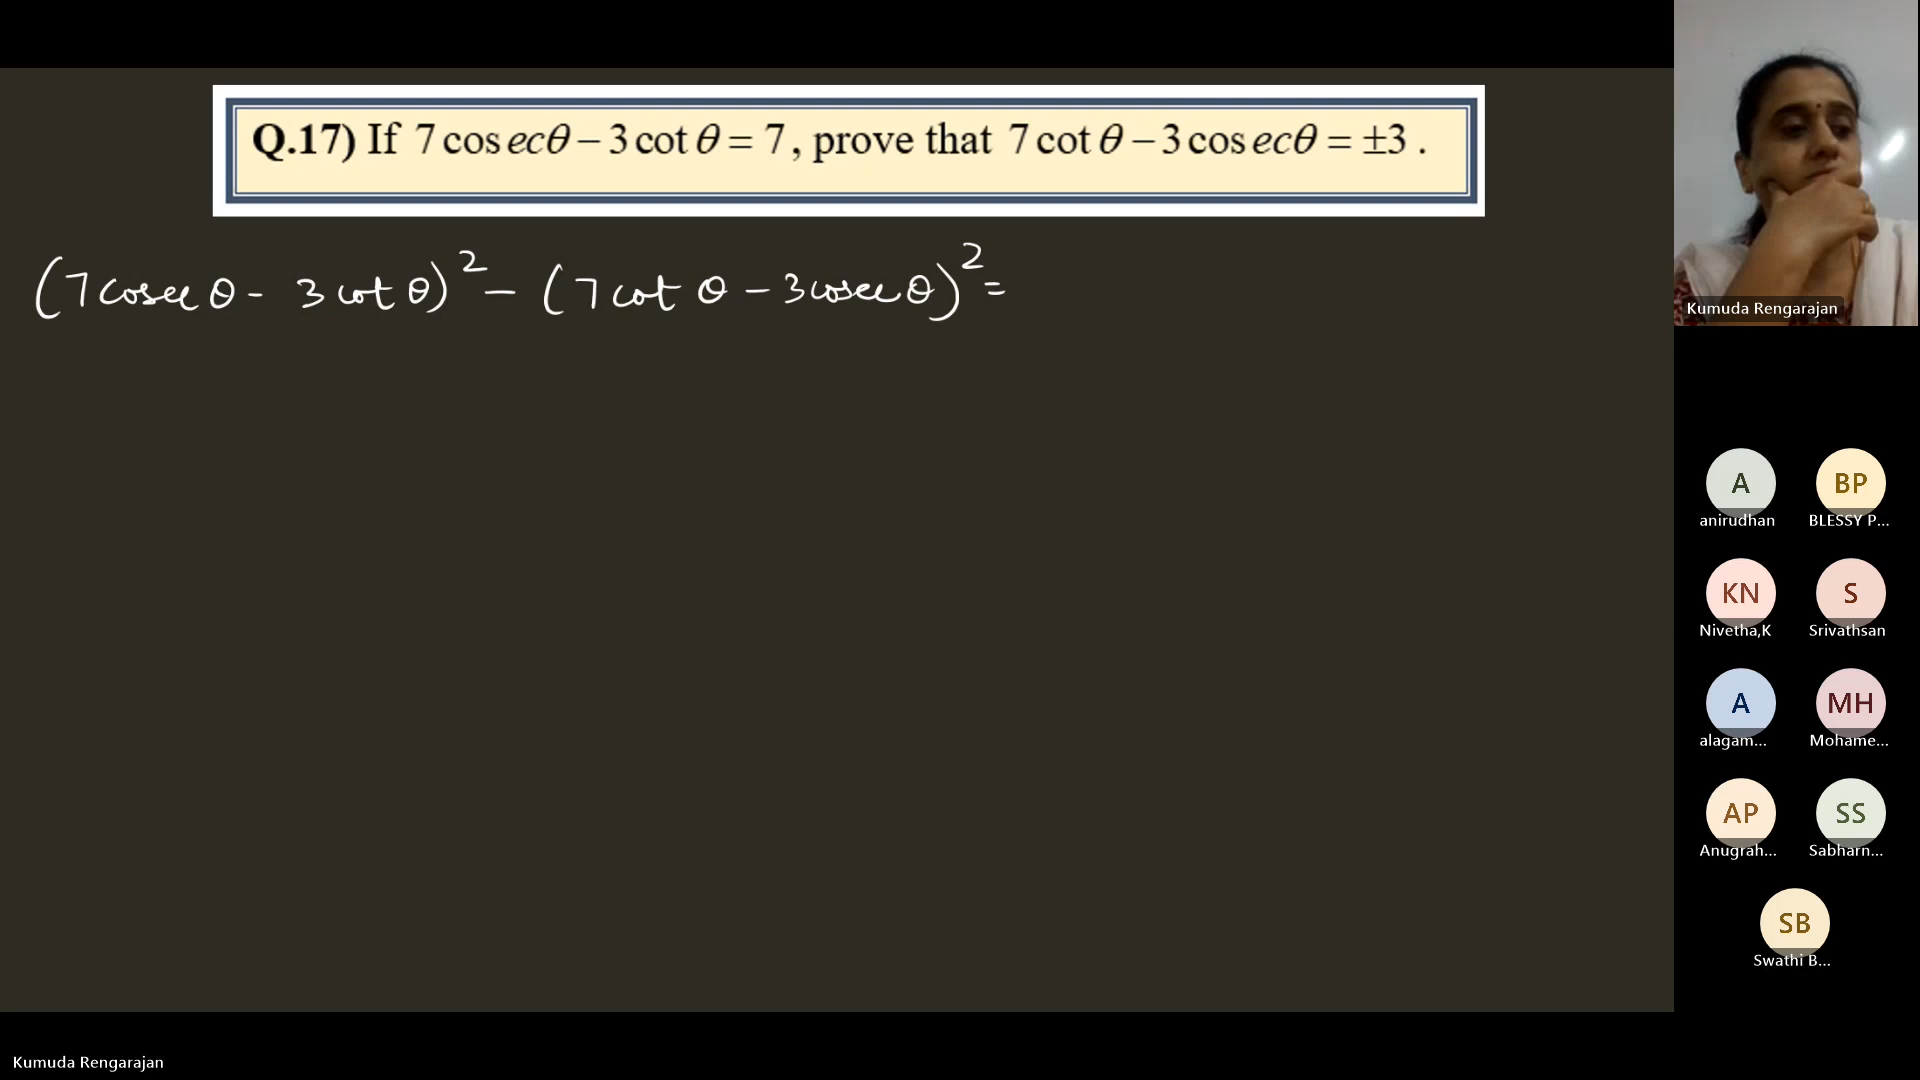 Q.17) If 7 cosecθ − 3 cot θ = 7, prove that 7 cot θ − 3 cosecθ = ±3 .
(7 cosec θ - 3 cot θ)² − (7 cot θ − 3 cosec θ)² =
Kumuda Rengarajan
A
BP
anirudhan
BLESSY P...
KN
S
Nivetha,K
Srivathsan
A
MH
alagam...
Mohame...
AP
SS
Anugrah...
Sabharn...
SB
Swathi B...
Kumuda Rengarajan